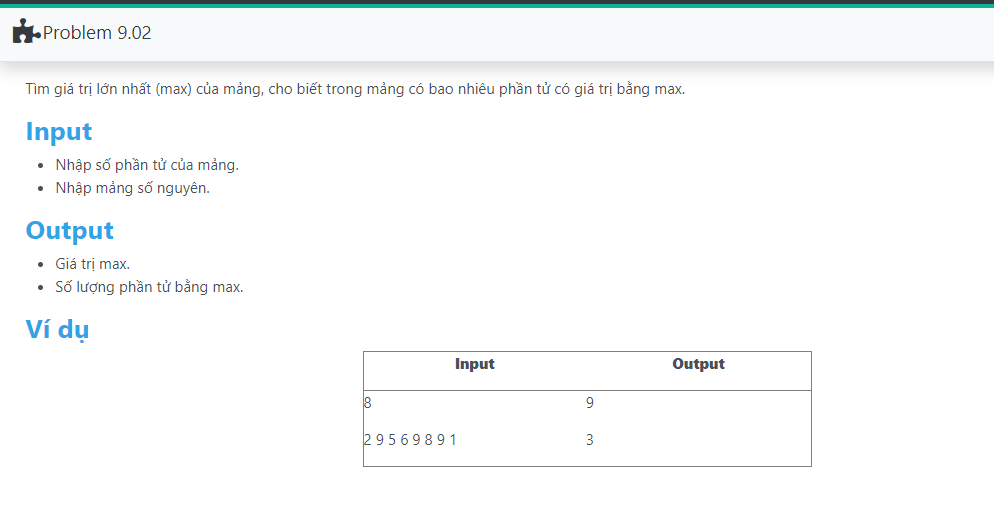 Problem 9.02
Tìm giá trị lớn nhất (max) của mảng, cho biết trong mảng có bao nhiêu phần tử có giá trị bằng max.
Input
• Nhập số phần tử của mảng.
• Nhập mảng số nguyên.
Output
• Giá trị max.
• Số lượng phần tử bằng max.
Ví dụ
Input Output
8 9
2 9 5 6 9 8 9 1 3